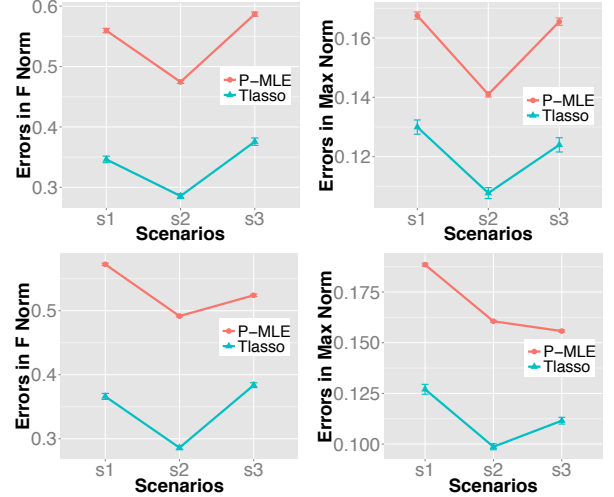 Errors in F Norm
0.6
0.5
0.4
0.3
P-MLE
Tlasso
s1 s2 s3
Scenarios
Errors in Max Norm
0.16
0.14
0.12
P-MLE
Tlasso
s1 s2 s3
Scenarios
Errors in F Norm
0.5
0.4
0.3
P-MLE
Tlasso
s1 s2 s3
Scenarios
Errors in Max Norm
0.175
0.150
0.125
0.100
P-MLE
Tlasso
s1 s2 s3
Scenarios